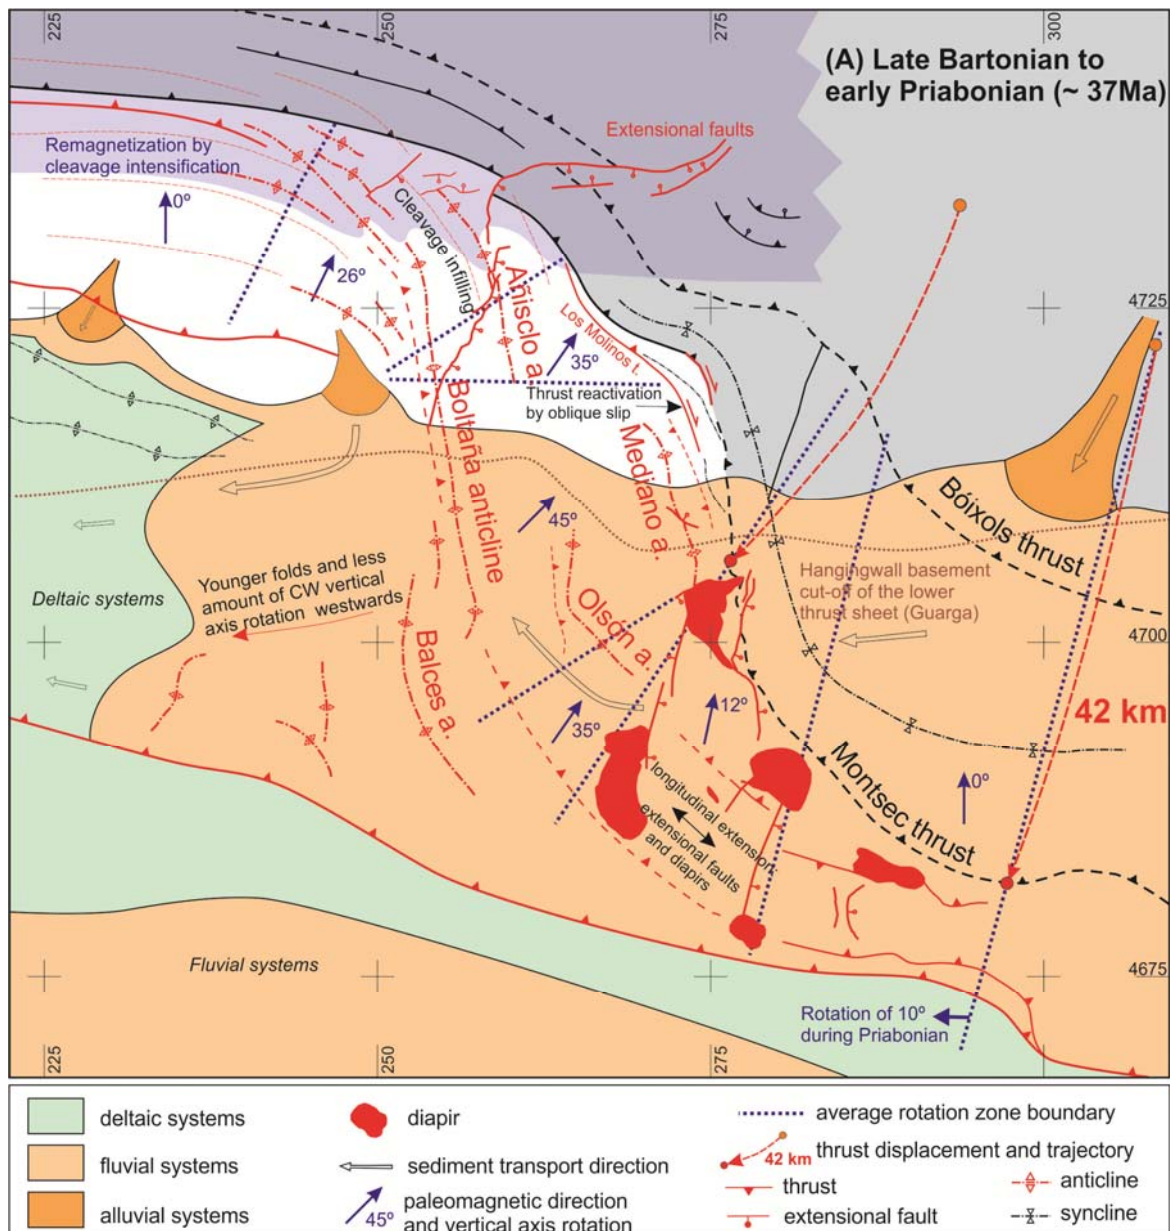 225
250
275
300
(A) Late Bartonian to
early Priabonian (~ 37Ma)
Extensional faults
Remagnetization by
cleavage intensification
0º
26º
Cleavage infilling
Añisclo a.
35º
Los Molinos t.
4725
Thrust reactivation
by oblique slip
Boltaña anticline
Mediano a.
45º
Bóixols thrust
Younger folds and less
amount of CW vertical
axis rotation westwards
Deltaic systems
Hangingwall basement
cut-off of the lower
thrust sheet (Guarga)
Olsón a.
4700
Balces a.
42 km
35º
12º
0º
Montsec thrust
longitudinal extension
extensional faults
and diapirs
Fluvial systems
4675
Rotation of 10º
during Priabonian
225
250
275
300
deltaic systems
fluvial systems
alluvial systems
diapir
sediment transport direction
45º
paleomagnetic direction
and vertical axis rotation
average rotation zone boundary
42 km
thrust displacement and trajectory
thrust
anticline
extensional fault
syncline